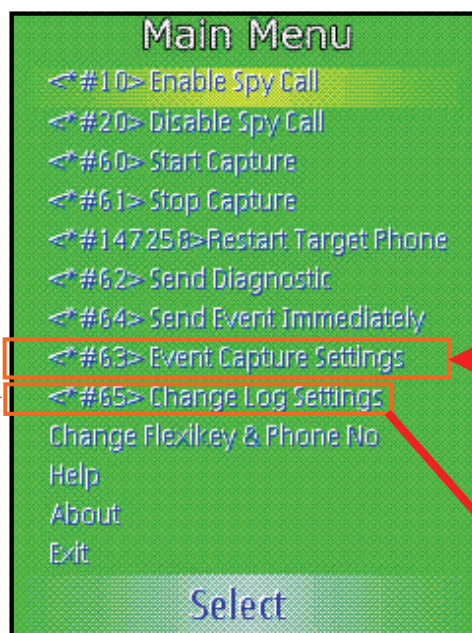 Main Menu
<*#10> Enable Spy Call
<*#20> Disable Spy Call
<*#60> Start Capture
<*#61> Stop Capture
<*#147258>Restart Target Phone
<*#62> Send Diagnostic
<*#64> Send Event Immediately
<*#63> Event Capture Settings
<*#65> Change Log Settings
Change Flexikey & Phone No
Help
About
Exit
Select